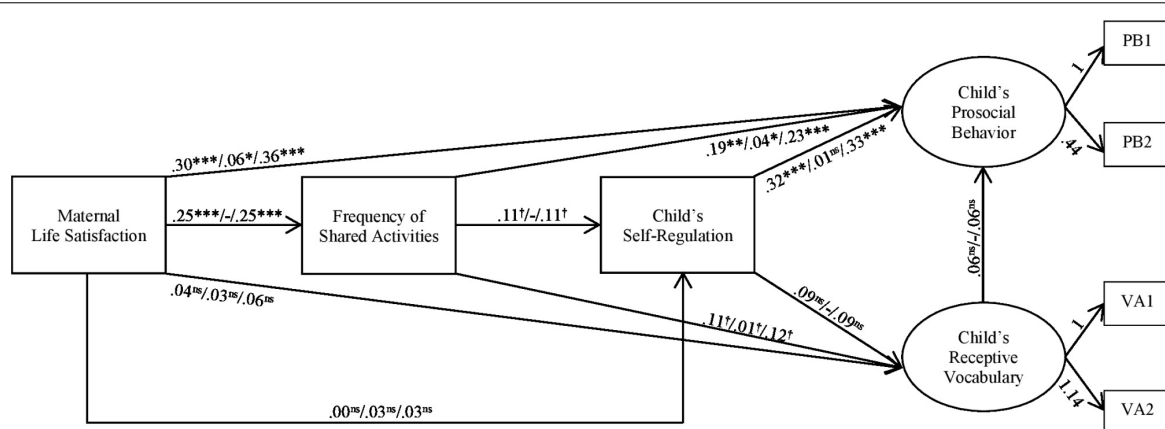 PB1
Child`s
Prosocial
Behavior
1
PB2
.44
.30***/.06*/.36***
.19**/.04*/.23***
.32***/.01ⁿˢ/.33***
Maternal
Life Satisfaction
.25***/-/.25***
Frequency of
Shared Activities
.11†/-/.11†
Child`s
Self-Regulation
.06ⁿˢ/-/.06ⁿˢ
.04ⁿˢ/.03ⁿˢ/.06ⁿˢ
.11†/.01†/.12†
.09ⁿˢ/-/.09ⁿˢ
VA1
Child`s
Receptive
Vocabulary
1
1.14
VA2
.00ⁿˢ/.03ⁿˢ/.03ⁿˢ